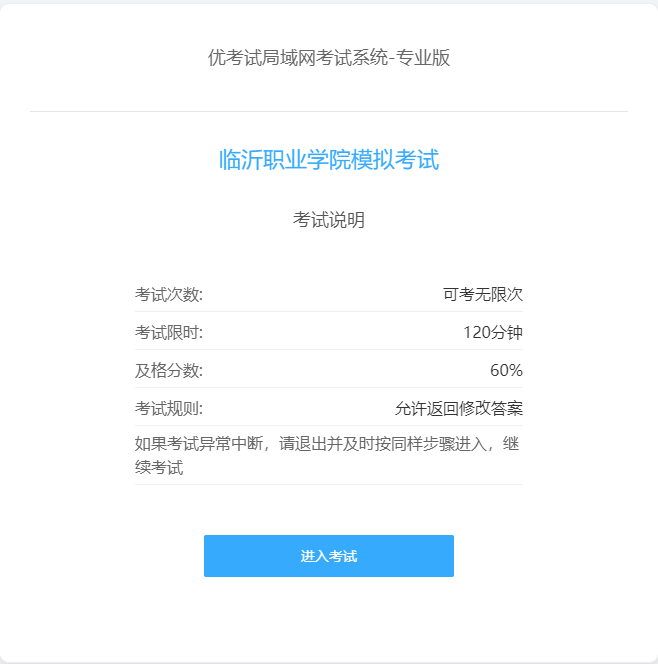 优考试局域网考试系统-专业版
临沂职业学院模拟考试
考试说明
考试次数: 可考无限次
考试限时: 120分钟
及格分数: 60%
考试规则: 允许返回修改答案
如果考试异常中断，请退出并及时按同样步骤进入，继
续考试
进入考试